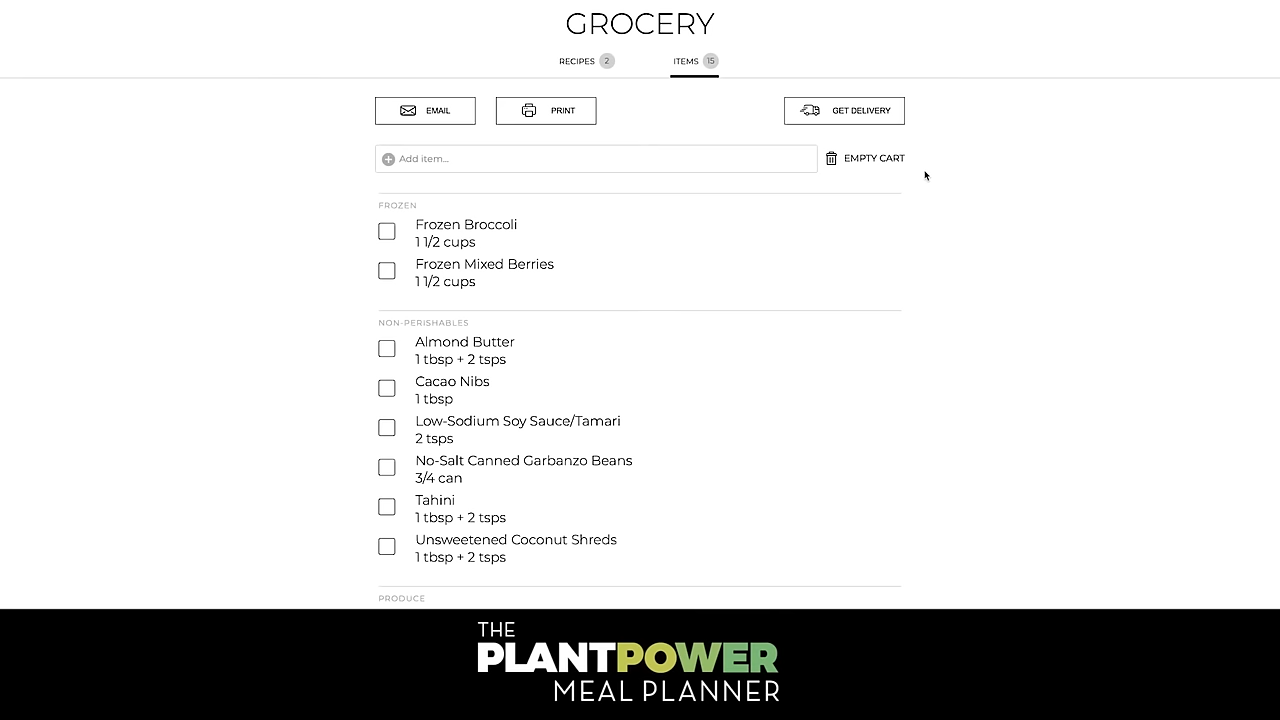 GROCERY
RECIPES 2
ITEMS 15
EMAIL
PRINT
GET DELIVERY
Add item...
EMPTY CART
FROZEN
Frozen Broccoli
1 1/2 cups
Frozen Mixed Berries
1 1/2 cups
NON-PERISHABLES
Almond Butter
1 tbsp + 2 tsps
Cacao Nibs
1 tbsp
Low-Sodium Soy Sauce/Tamari
2 tsps
No-Salt Canned Garbanzo Beans
3/4 can
Tahini
1 tbsp + 2 tsps
Unsweetened Coconut Shreds
1 tbsp + 2 tsps
PRODUCE
THE
PLANTPOWER
MEAL PLANNER